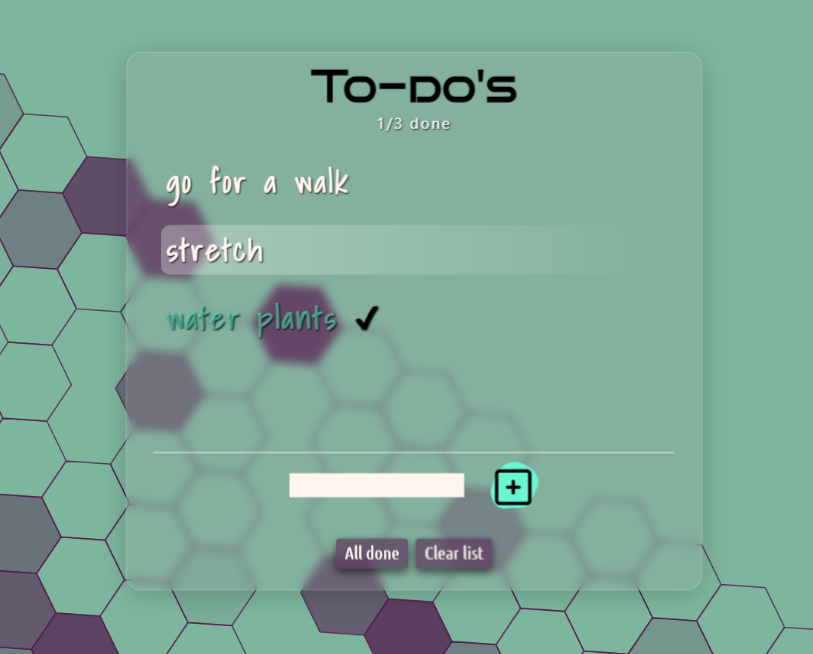 To-do's
1/3 done
go for a walk
stretch
water plants ✔
+
All done Clear list